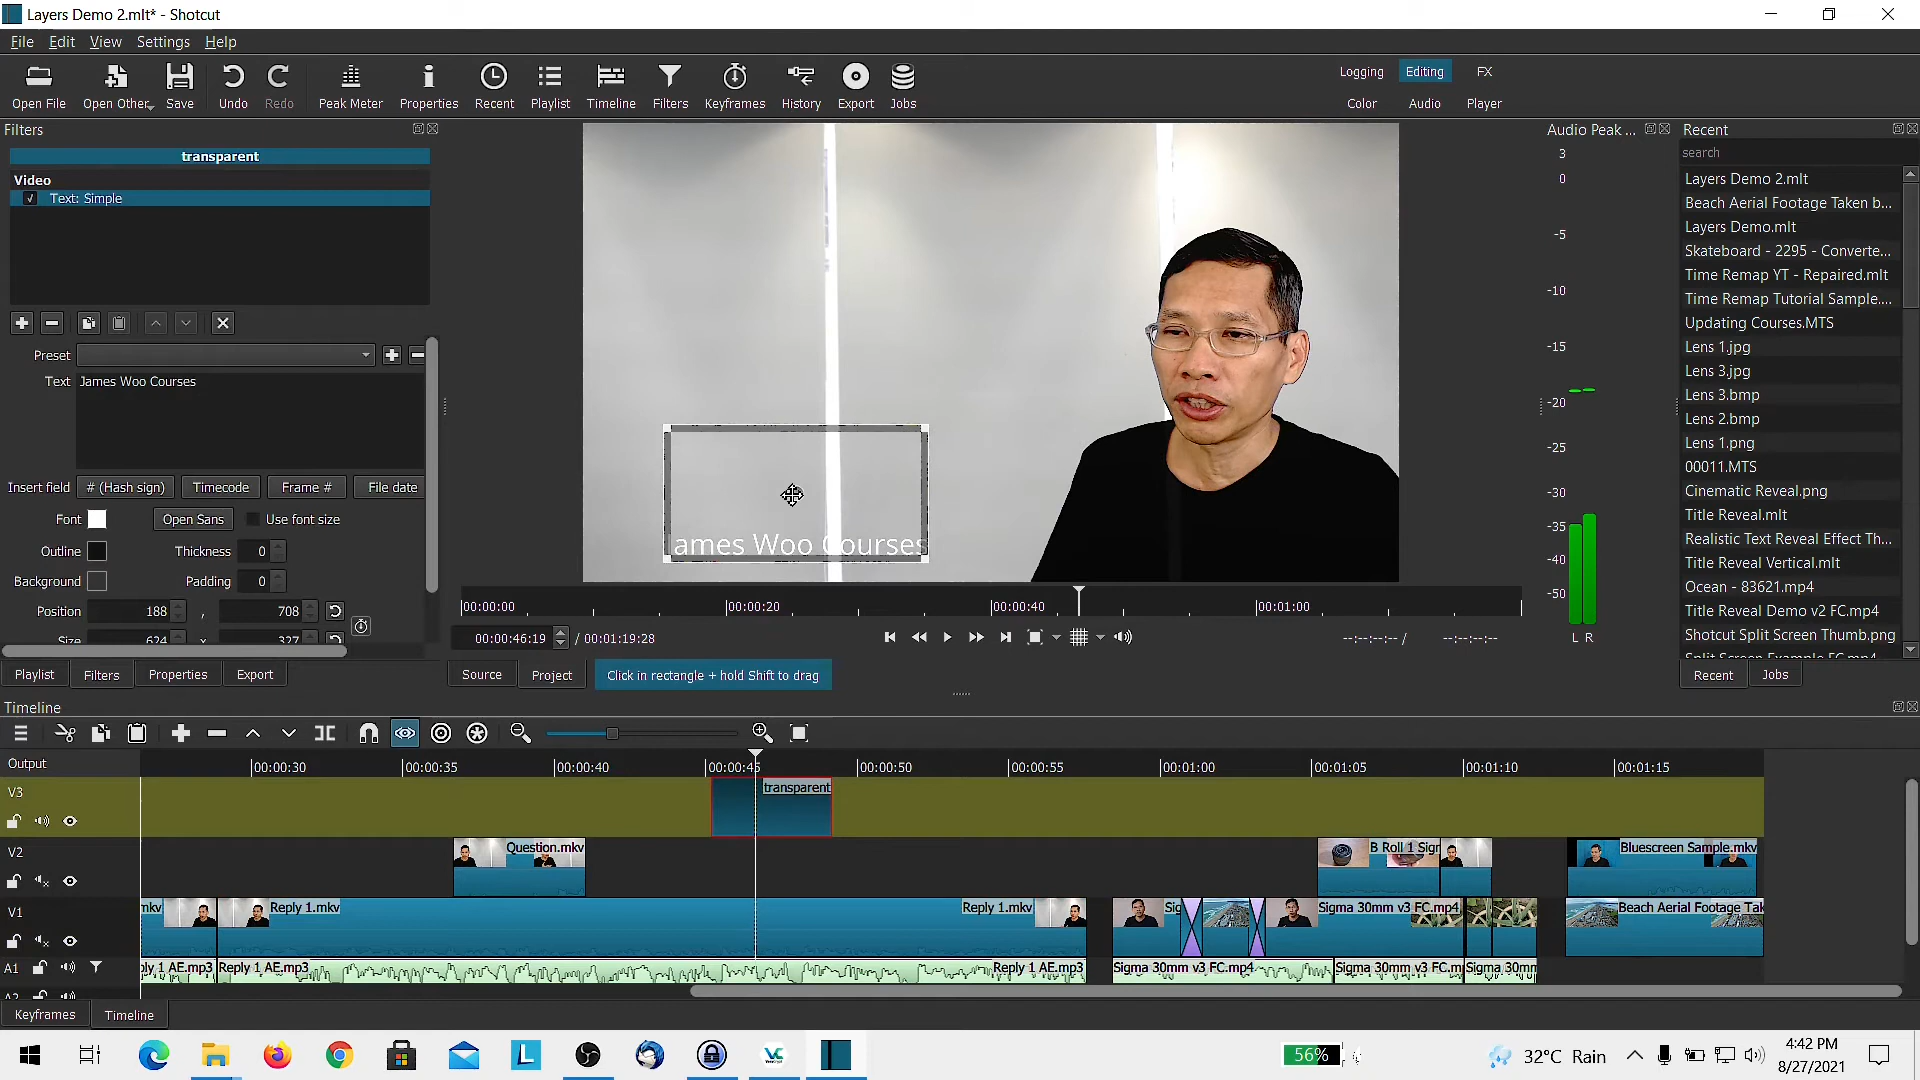 Layers Demo 2.mlt* - Shotcut
File Edit View Settings Help
Open File Open Other Save Undo Redo Peak Meter Properties Recent Playlist Timeline Filters Keyframes History Export Jobs
Logging Editing FX
Color Audio Player
Filters
transparent
Video
Text: Simple
Preset
Text James Woo Courses
Insert field # (Hash sign) Timecode Frame # File date
Font Open Sans Use font size
Outline Thickness 0
Background Padding 0
Position 188 , 708
Size 624 x 327
Playlist Filters Properties Export
ames Woo Courses
00:00:00 00:00:20 00:00:40 00:01:00
00:00:46:19 / 00:01:19:28
--:--:--:-- / --:--:--:--
Source Project Click in rectangle + hold Shift to drag
Audio Peak ...
3
0
-5
-10
-15
-20
-25
-30
-35
-40
-50
L R
Recent
search
Layers Demo 2.mlt
Beach Aerial Footage Taken b...
Layers Demo.mlt
Skateboard - 2295 - Converte...
Time Remap YT - Repaired.mlt
Time Remap Tutorial Sample....
Updating Courses.MTS
Lens 1.jpg
Lens 3.jpg
Lens 3.bmp
Lens 2.bmp
Lens 1.png
00011.MTS
Cinematic Reveal.png
Title Reveal.mlt
Realistic Text Reveal Effect Th...
Title Reveal Vertical.mlt
Ocean - 83621.mp4
Title Reveal Demo v2 FC.mp4
Shotcut Split Screen Thumb.png
Split Screen Example FC.mp4
Recent Jobs
Timeline
Output
00:00:30 00:00:35 00:00:40 00:00:45 00:00:50 00:00:55 00:01:00 00:01:05 00:01:10 00:01:15
V3
transparent
V2
Question.mkv B Roll 1 Sigr Bluescreen Sample.mkv
V1
mkv Reply 1.mkv Reply 1.mkv Sig Sigma 30mm v3 FC.mp4 Beach Aerial Footage Tak
A1
ly 1 AE.mp3 Reply 1 AE.mp3 Reply 1 AE.mp3 Sigma 30mm v3 FC.mp4 Sigma 30mm v3 FC.m Sigma 30mm
A2
Keyframes Timeline
56%
32°C Rain
4:42 PM
8/27/2021